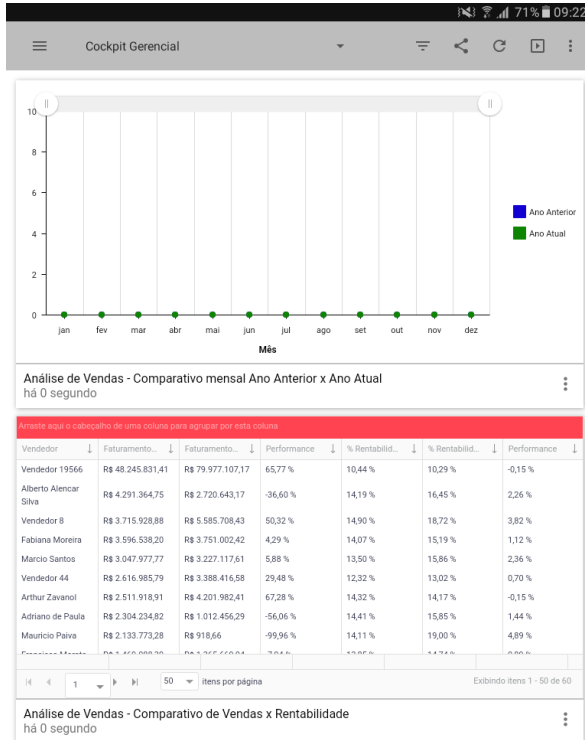 71% 09:22
Cockpit Gerencial
10
8
6
4
2
0
jan fev mar abr mai jun jul ago set out nov dez
Mês
Ano Anterior
Ano Atual
Análise de Vendas - Comparativo mensal Ano Anterior x Ano Atual
há 0 segundo
Arraste aqui o cabeçalho de uma coluna para agrupar por esta coluna
Vendedor Faturamento... Faturamento... Performance % Rentabilid... % Rentabilid... Performance
Vendedor 19566 R$ 48.245.831,41 R$ 79.977.107,17 65,77 % 10,44 % 10,29 % -0,15 %
Alberto Alencar Silva R$ 4.291.364,75 R$ 2.720.643,17 -36,60 % 14,19 % 16,45 % 2,26 %
Vendedor 8 R$ 3.715.928,88 R$ 5.585.708,43 50,32 % 14,90 % 18,72 % 3,82 %
Fabiana Moreira R$ 3.596.538,20 R$ 3.751.002,42 4,29 % 14,07 % 15,19 % 1,12 %
Marcio Santos R$ 3.047.977,77 R$ 3.227.117,61 5,88 % 13,50 % 15,86 % 2,36 %
Vendedor 44 R$ 2.616.985,79 R$ 3.388.416,58 29,48 % 12,32 % 13,02 % 0,70 %
Arthur Zavanol R$ 2.511.918,91 R$ 4.201.982,41 67,28 % 14,32 % 14,17 % -0,15 %
Adriano de Paula R$ 2.304.234,82 R$ 1.012.456,29 -56,06 % 14,41 % 15,85 % 1,44 %
Mauricio Paiva R$ 2.133.773,28 R$ 918,66 -99,96 % 14,11 % 19,00 % 4,89 %
1 50 itens por página Exibindo itens 1 - 50 de 60
Análise de Vendas - Comparativo de Vendas x Rentabilidade
há 0 segundo